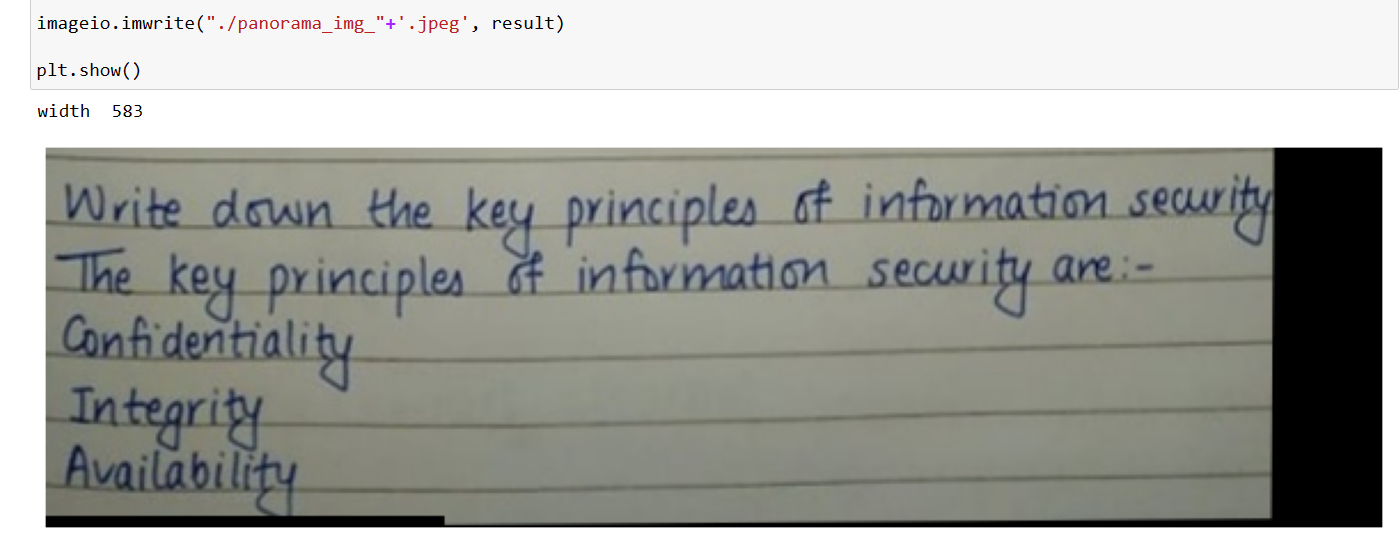 imageio.imwrite("./panorama_img_"+'.jpeg', result)
plt.show()
width 583
Write down the key principles of information security
The key principles of information security are:-
Confidentiality
Integrity
Availability